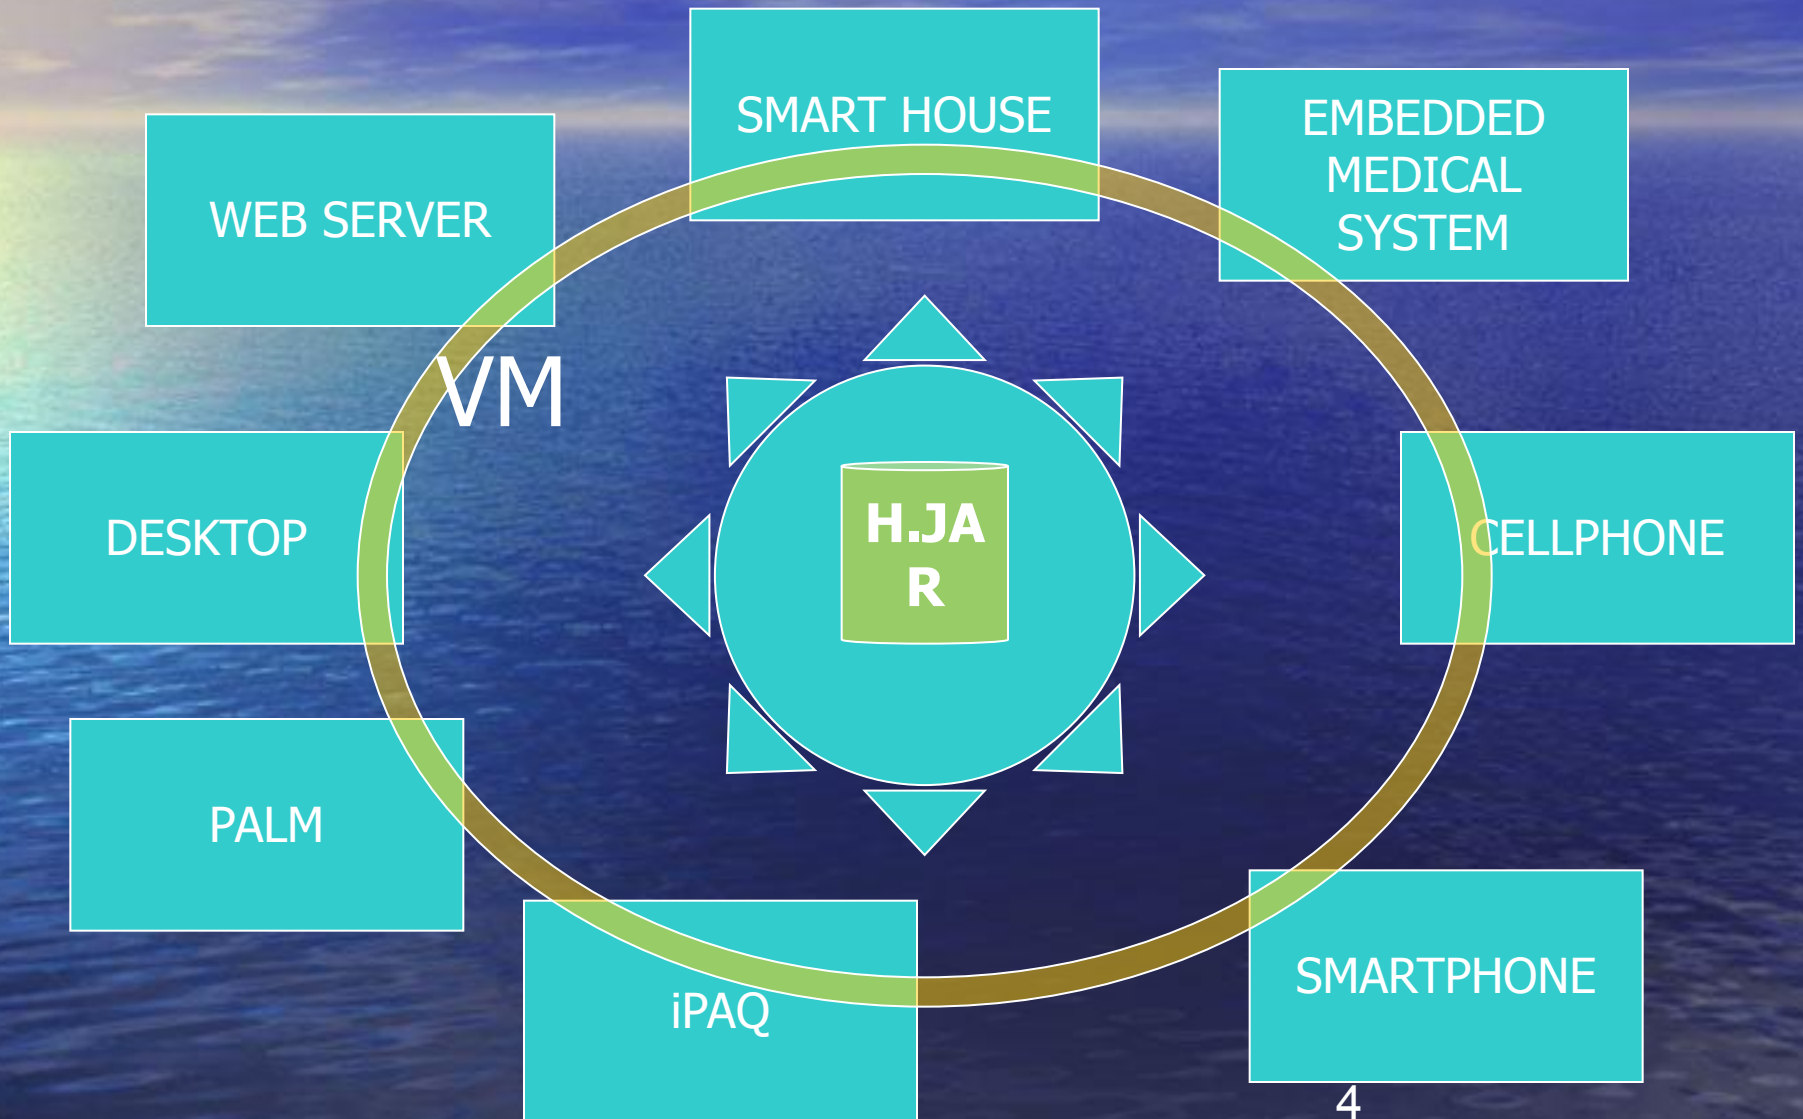 SMART HOUSE
EMBEDDED
MEDICAL
SYSTEM
WEB SERVER
VM
H.JA
R
DESKTOP
CELLPHONE
PALM
SMARTPHONE
iPAQ
4